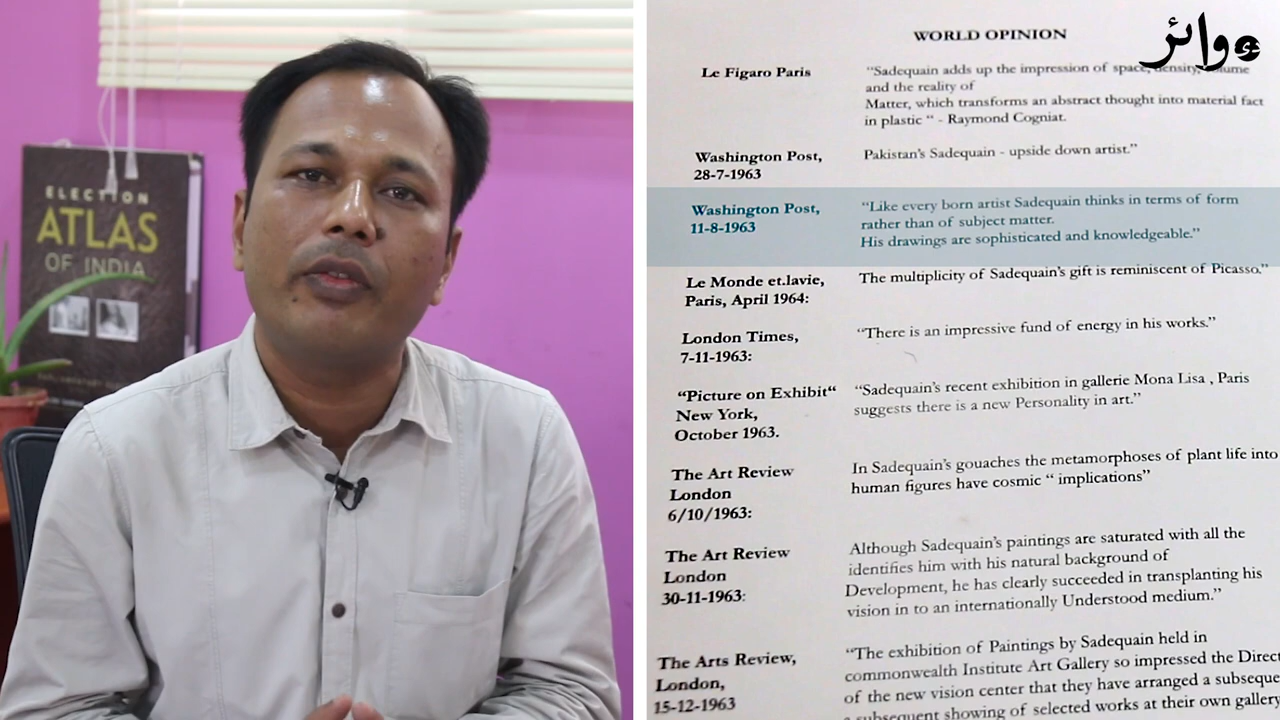 ELECTION
ATLAS
OF INDIA
وائر
WORLD OPINION
Le Figaro Paris
“Sadequain adds up the impression of space, density, volume
and the reality of
Matter, which transforms an abstract thought into material fact
in plastic “ - Raymond Cogniat.
Washington Post,
28-7-1963
Pakistan’s Sadequain - upside down artist.”
Washington Post,
11-8-1963
“Like every born artist Sadequain thinks in terms of form
rather than of subject matter.
His drawings are sophisticated and knowledgeable.”
Le Monde et.lavie,
Paris, April 1964:
The multiplicity of Sadequain’s gift is reminiscent of Picasso.”
London Times,
7-11-1963:
“There is an impressive fund of energy in his works.”
“Picture on Exhibit“
New York,
October 1963.
“Sadequain’s recent exhibition in gallerie Mona Lisa , Paris
suggests there is a new Personality in art.”
The Art Review
London
6/10/1963:
In Sadequain’s gouaches the metamorphoses of plant life into
human figures have cosmic “ implications”
The Art Review
London
30-11-1963:
Although Sadequain’s paintings are saturated with all the
identifies him with his natural background of
Development, he has clearly succeeded in transplanting his
vision in to an internationally Understood medium.”
The Arts Review,
London,
15-12-1963
“The exhibition of Paintings by Sadequain held in
commonwealth Institute Art Gallery so impressed the Direct
of the new vision center that they have arranged a subseque
a subsequent showing of selected works at their own gallery